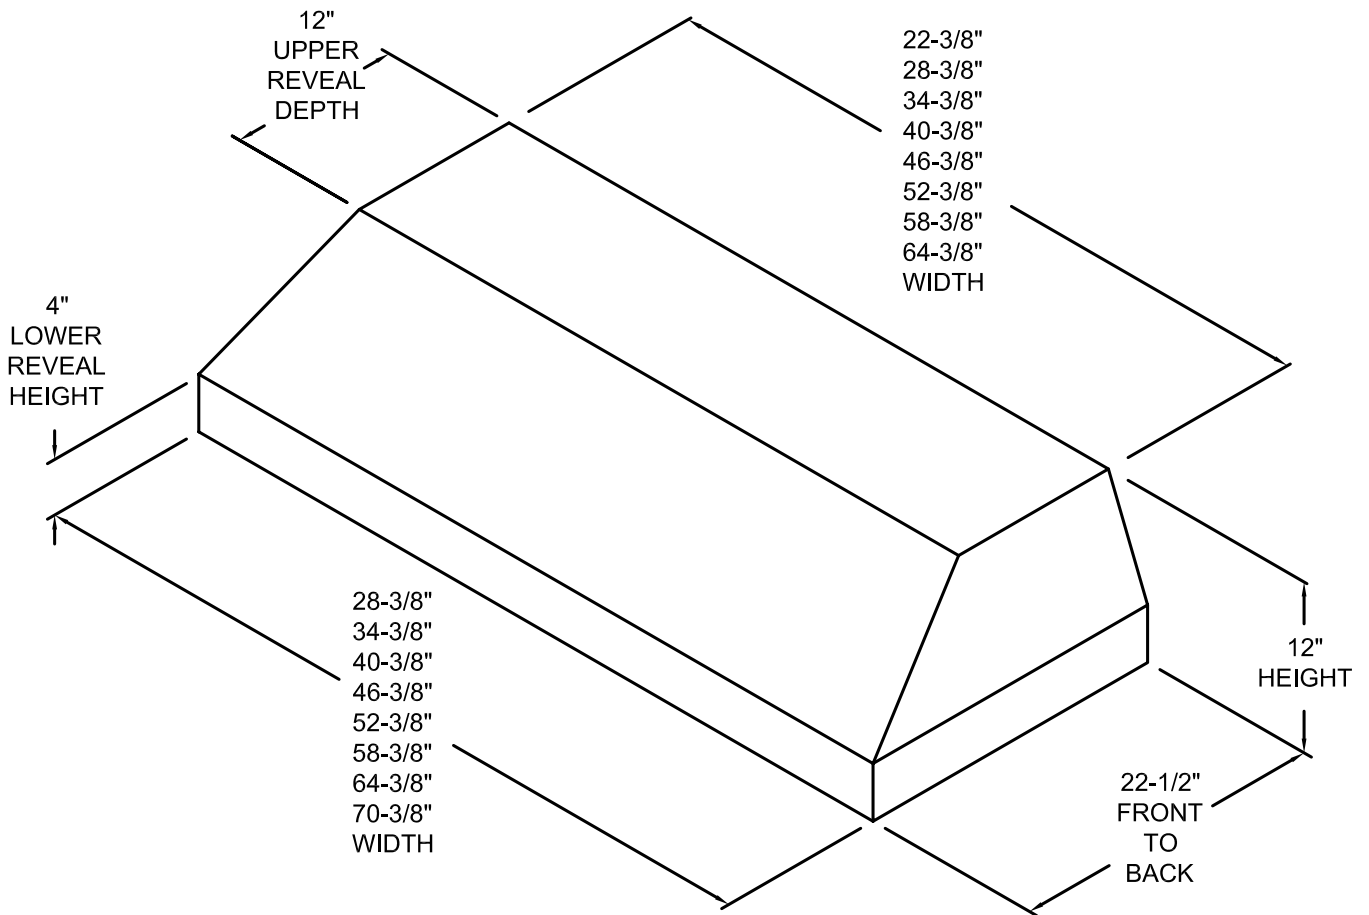 12"
UPPER
REVEAL
DEPTH
22-3/8"
28-3/8"
34-3/8"
40-3/8"
46-3/8"
52-3/8"
58-3/8"
64-3/8"
WIDTH
4"
LOWER
REVEAL
HEIGHT
28-3/8"
34-3/8"
40-3/8"
46-3/8"
52-3/8"
58-3/8"
64-3/8"
70-3/8"
WIDTH
12"
HEIGHT
22-1/2"
FRONT
TO
BACK